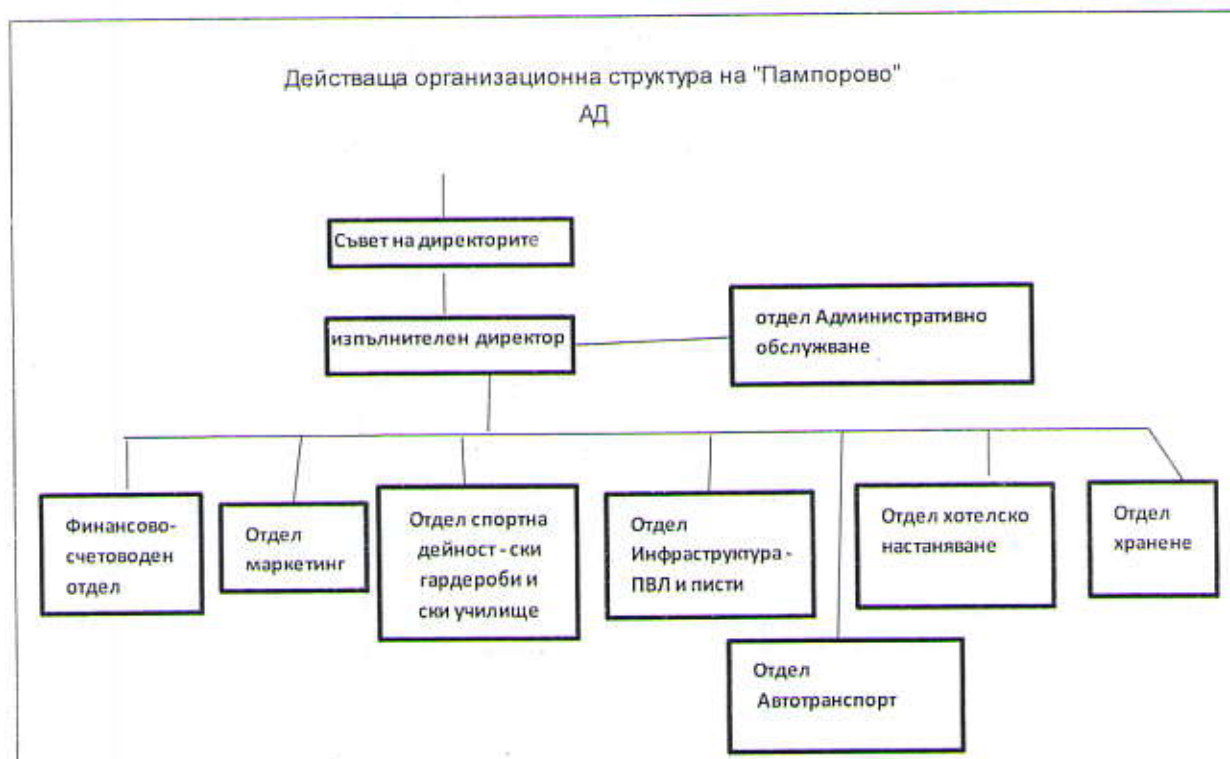 Действаща организационна структура на "Пампорово"
АД
Съвет на директорите
изпълнителен директор
отдел Административно
обслужване
Финансово-
счетоводен
отдел
Отдел
маркетинг
Отдел спортна
дейност - ски
гардероби и
ски училище
Отдел
Инфраструктура -
ПВЛ и писти
Отдел хотелско
настаняване
Отдел
хранене
Отдел
Автотранспорт